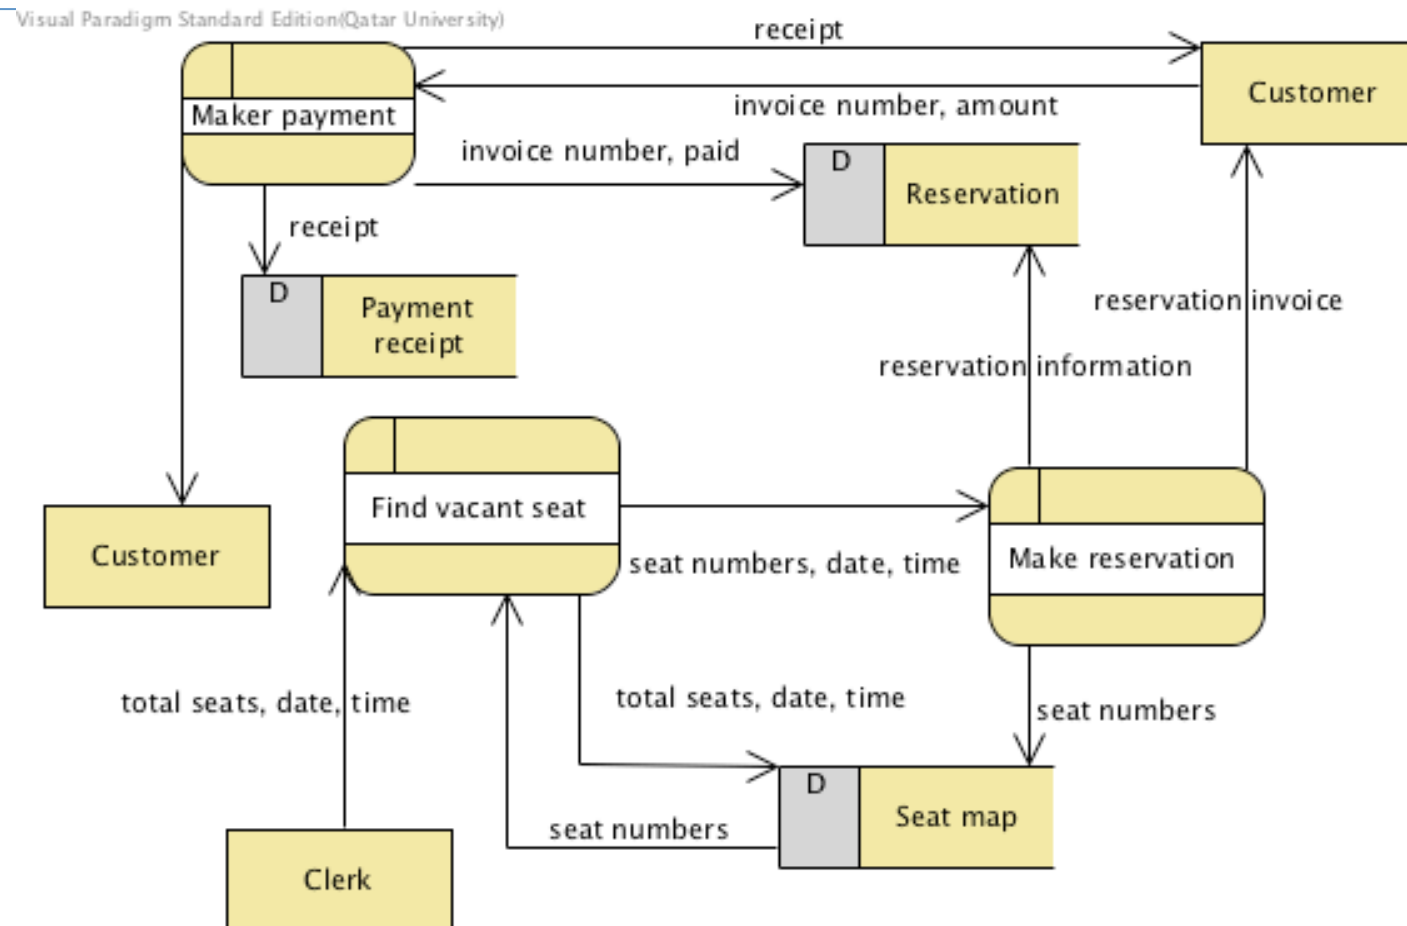 Visual Paradigm Standard Edition(Qatar University)
receipt
Customer
invoice number, amount
Maker payment
invoice number, paid
D
Reservation
receipt
D
Payment
receipt
reservation invoice
reservation information
Find vacant seat
Customer
seat numbers, date, time
Make reservation
total seats, date, time
total seats, date, time
seat numbers
D
Seat map
seat numbers
Clerk